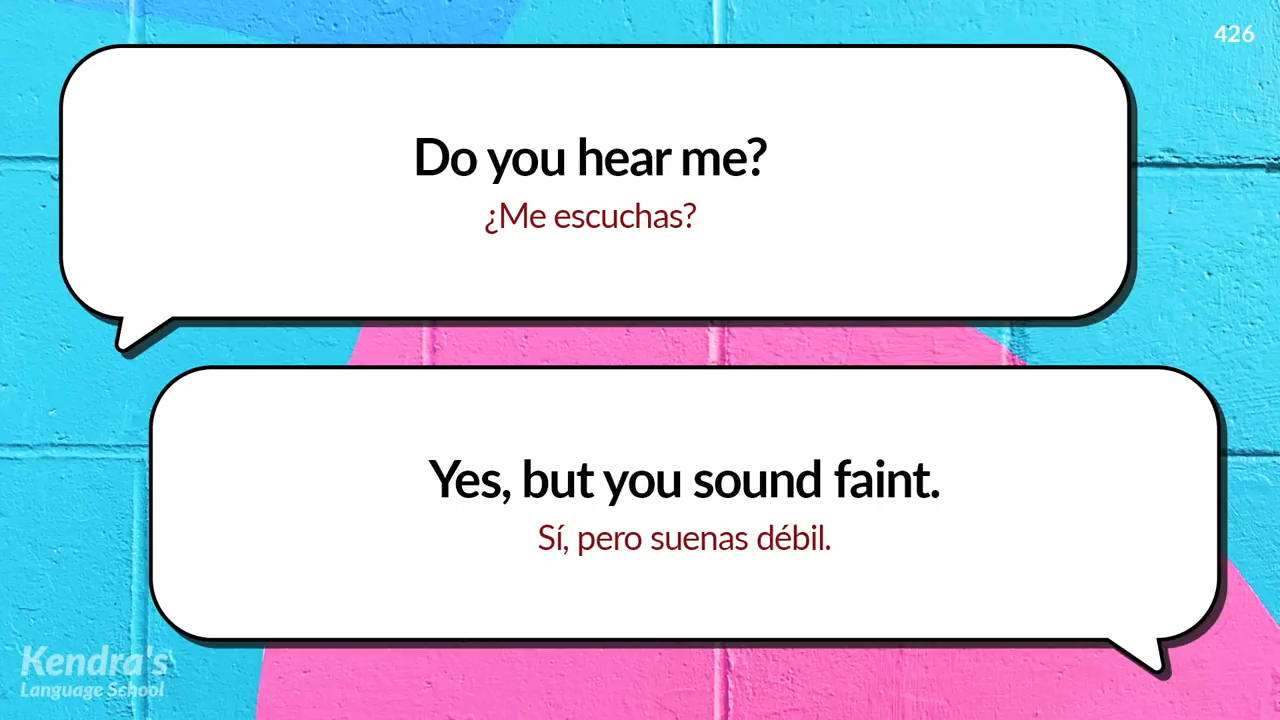 426
Do you hear me?
¿Me escuchas?
Yes, but you sound faint.
Sí, pero suenas débil.
Kendra's
Language School